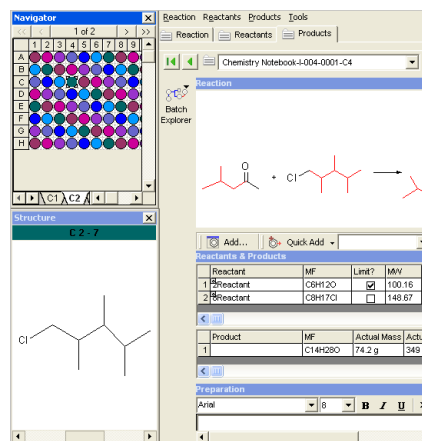 Navigator
1 of 2
1 2 3 4 5 6 7 8 9
A
B
C
D
E
F
G
H
C1 C2
Structure
C 2 - 7
Cl
Reaction Reactants Products Tools
Reaction Reactants Products
Chemistry Notebook-I-004-0001-C4
Batch
Explorer
Reaction
O
+ Cl
Add... Quick Add
Reactants & Products
Reactant MF Limit? MW
1 Reactant C6H12O 100.16
2 Reactant C8H17Cl 148.67
Product MF Actual Mass Actu
1 C14H28O 74.2 g 349
Preparation
Arial 8 B I U